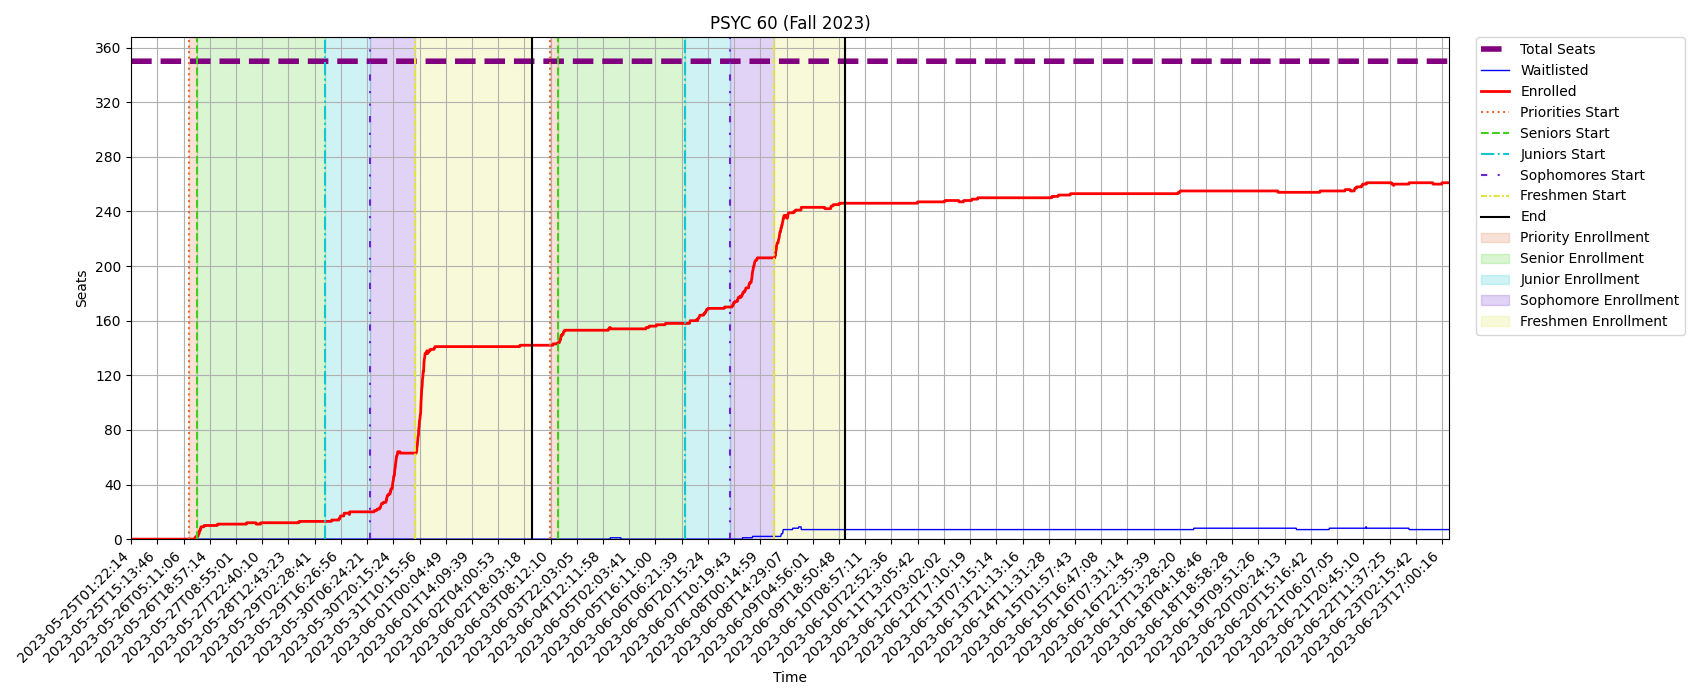 PSYC 60 (Fall 2023)
Seats
360
320
280
240
200
160
120
80
40
0
2023-05-25T01:22:14
2023-05-25T15:13:46
2023-05-26T05:11:06
2023-05-26T18:57:14
2023-05-27T08:55:01
2023-05-27T22:40:10
2023-05-28T12:43:23
2023-05-29T02:28:41
2023-05-29T16:26:56
2023-05-30T06:24:21
2023-05-30T20:15:24
2023-05-31T10:15:56
2023-06-01T00:04:49
2023-06-01T14:09:39
2023-06-02T04:00:53
2023-06-02T18:03:18
2023-06-03T08:12:10
2023-06-03T22:03:05
2023-06-04T12:11:58
2023-06-05T02:03:41
2023-06-05T16:11:00
2023-06-06T06:21:39
2023-06-06T20:15:24
2023-06-07T10:19:43
2023-06-08T00:14:59
2023-06-08T14:29:07
2023-06-09T04:56:01
2023-06-09T18:50:48
2023-06-10T08:57:11
2023-06-10T22:52:36
2023-06-11T13:05:42
2023-06-12T03:02:02
2023-06-12T17:10:19
2023-06-13T07:15:14
2023-06-13T21:13:16
2023-06-14T11:31:28
2023-06-15T01:57:43
2023-06-15T16:47:08
2023-06-16T07:31:14
2023-06-16T22:35:39
2023-06-17T13:28:20
2023-06-18T04:18:46
2023-06-18T18:58:28
2023-06-19T09:51:26
2023-06-20T00:24:13
2023-06-20T15:16:42
2023-06-21T06:07:05
2023-06-21T20:45:10
2023-06-22T11:37:25
2023-06-23T02:15:42
2023-06-23T17:00:16
Time
Total Seats
Waitlisted
Enrolled
Priorities Start
Seniors Start
Juniors Start
Sophomores Start
Freshmen Start
End
Priority Enrollment
Senior Enrollment
Junior Enrollment
Sophomore Enrollment
Freshmen Enrollment